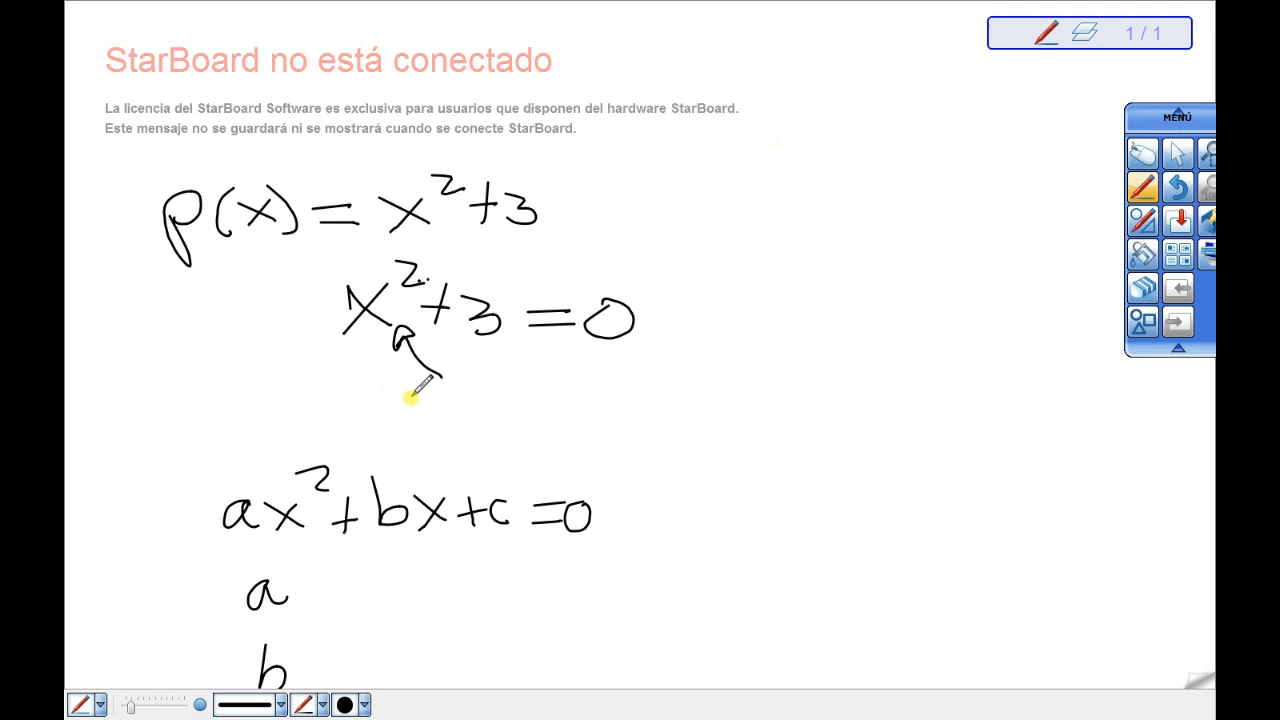 StarBoard no está conectado
1 / 1
La licencia del StarBoard Software es exclusiva para usuarios que disponen del hardware StarBoard.
Este mensaje no se guardará ni se mostrará cuando se conecte StarBoard.
MENÚ
p(x) = x² + 3
x² + 3 = 0
ax² + bx + c = 0
a
b